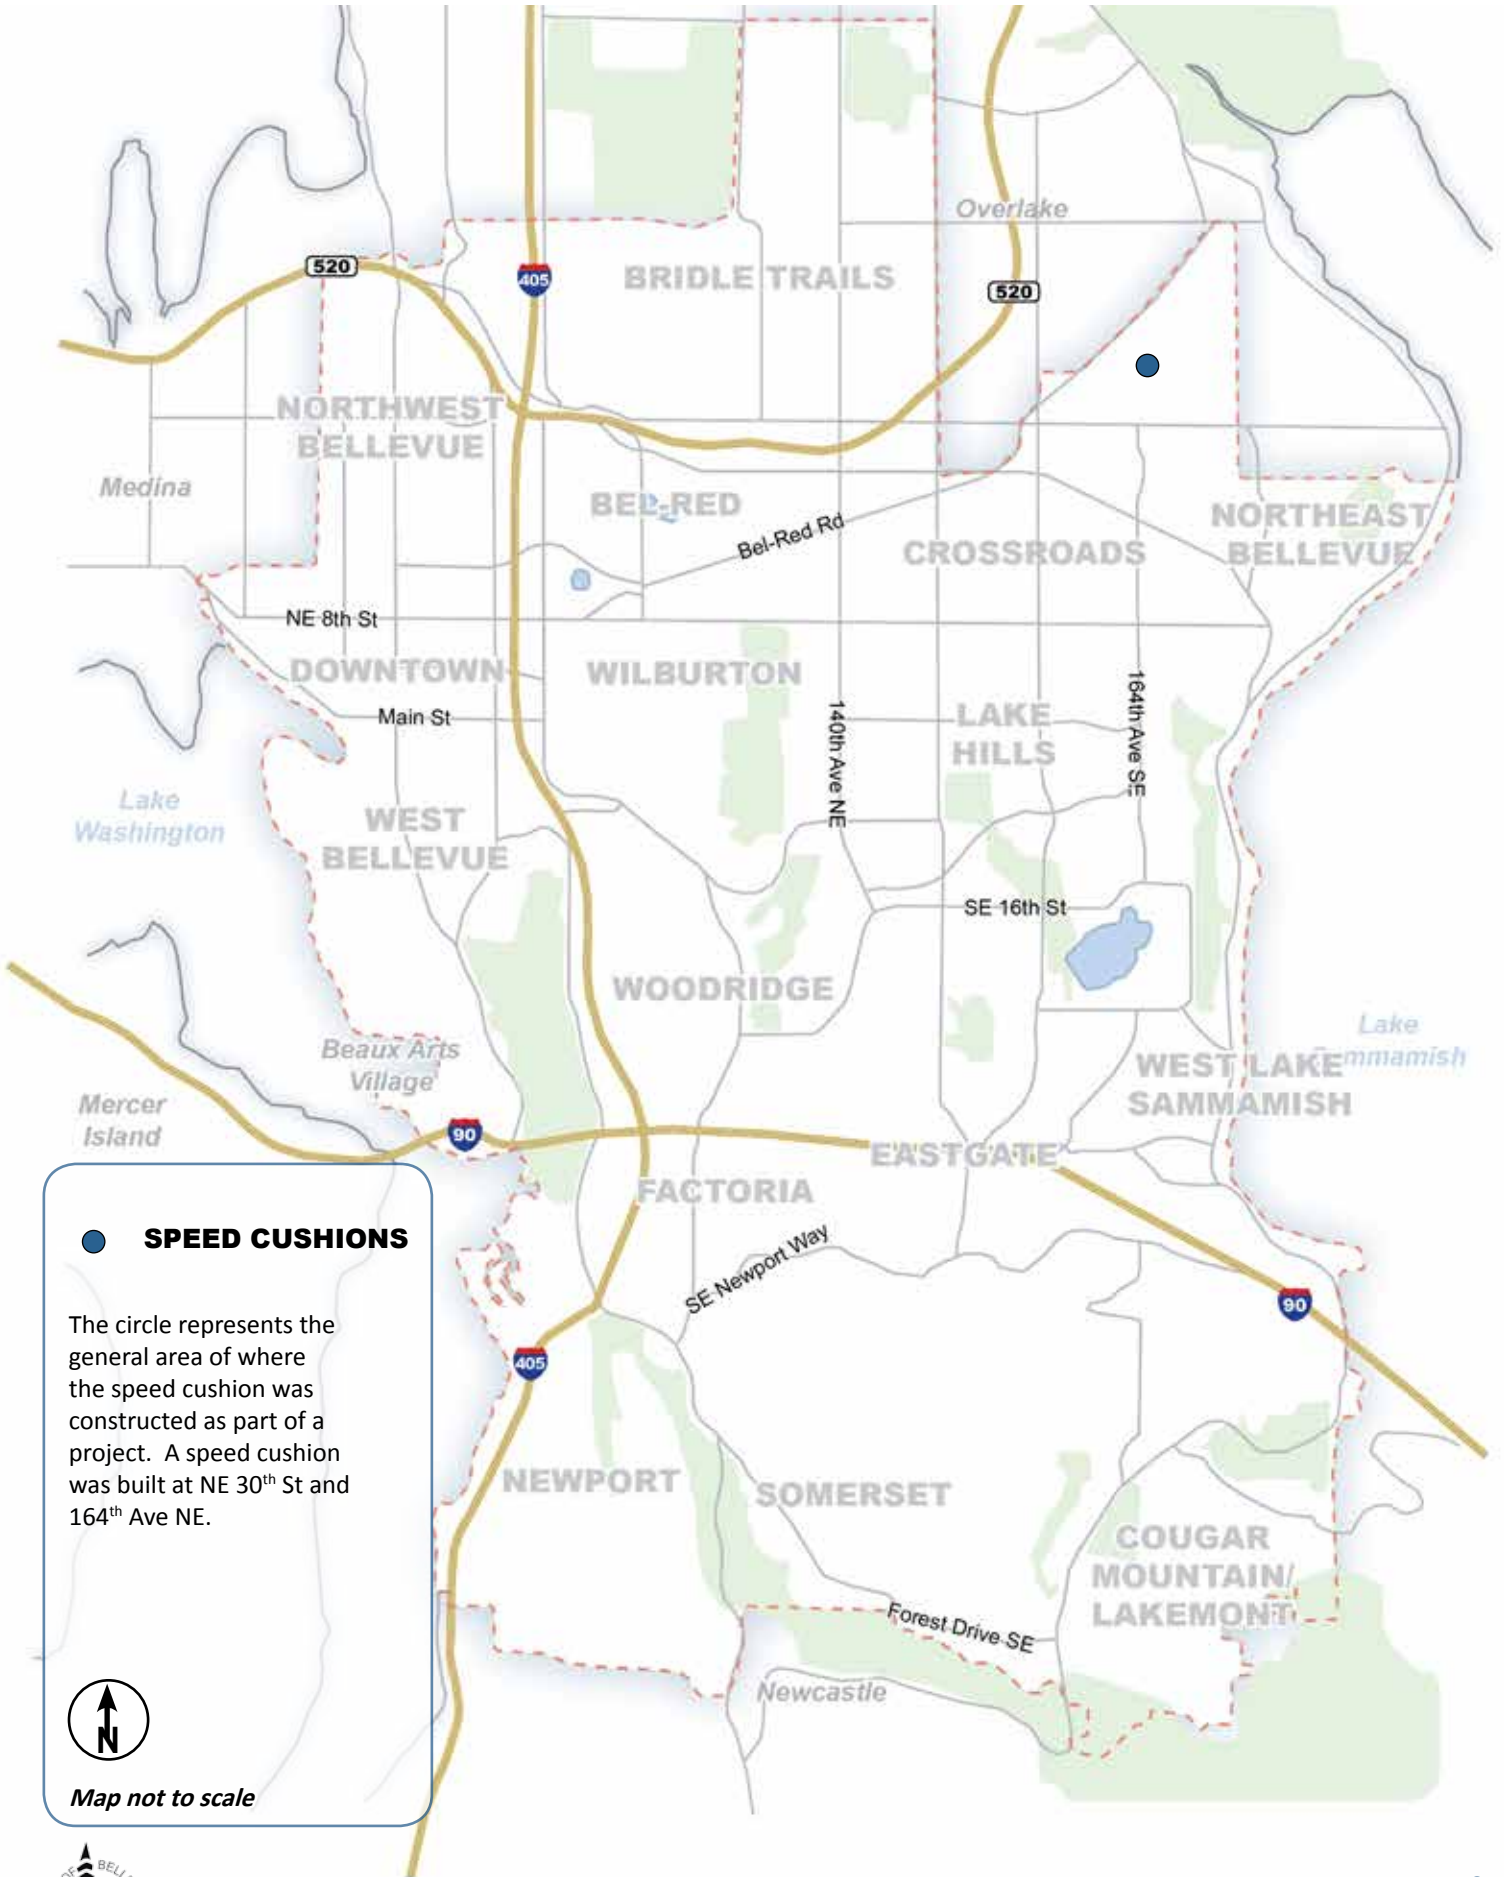 Overlake
520
405
BRIDLE TRAILS
520
NORTHWEST
BELLEVUE
Medina
BEL-RED
Bel-Red Rd
CROSSROADS
NORTHEAST
BELLEVUE
NE 8th St
DOWNTOWN
WILBURTON
Main St
140th Ave NE
LAKE
HILLS
164th Ave SE
Lake
Washington
WEST
BELLEVUE
SE 16th St
WOODRIDGE
Beaux Arts
Village
Lake
WEST LAKE
SAMMAMISH
Mercer
Island
90
EASTGATE
FACTORIA
SE Newport Way
90
405
SPEED CUSHIONS
The circle represents the
general area of where
the speed cushion was
constructed as part of a
project.  A speed cushion
was built at NE 30th St and
164th Ave NE.
NEWPORT
SOMERSET
COUGAR
MOUNTAIN/
LAKEMONT
Forest Drive SE
Newcastle
N
Map not to scale